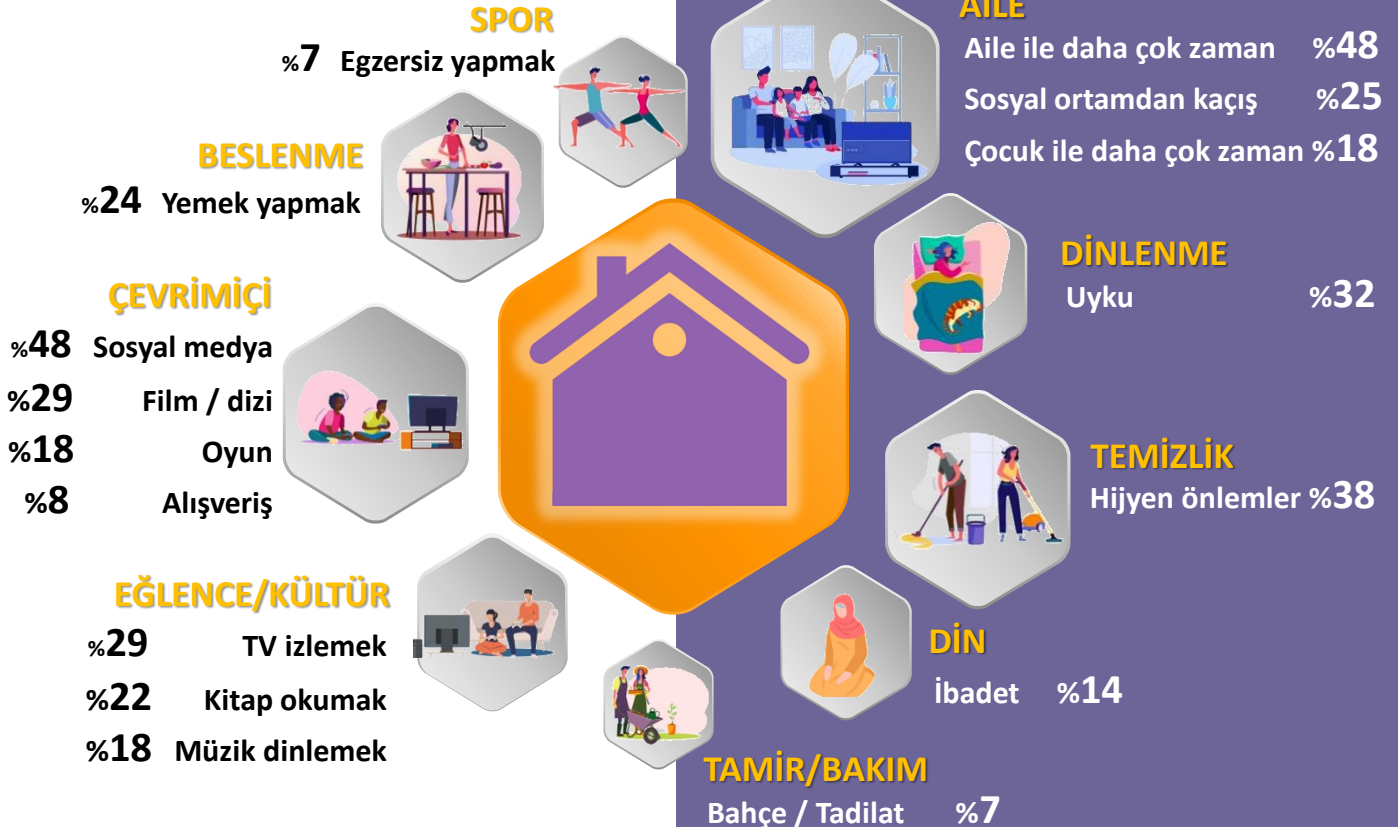 SPOR
%7 Egzersiz yapmak
BESLENME
%24 Yemek yapmak
ÇEVRİMİÇİ
%48 Sosyal medya
%29 Film / dizi
%18 Oyun
%8 Alışveriş
EĞLENCE/KÜLTÜR
%29 TV izlemek
%22 Kitap okumak
%18 Müzik dinlemek
AİLE
Aile ile daha çok zaman %48
Sosyal ortamdan kaçış %25
Çocuk ile daha çok zaman %18
DİNLENME
Uyku %32
TEMİZLİK
Hijyen önlemler %38
DİN
İbadet %14
TAMİR/BAKIM
Bahçe / Tadilat %7